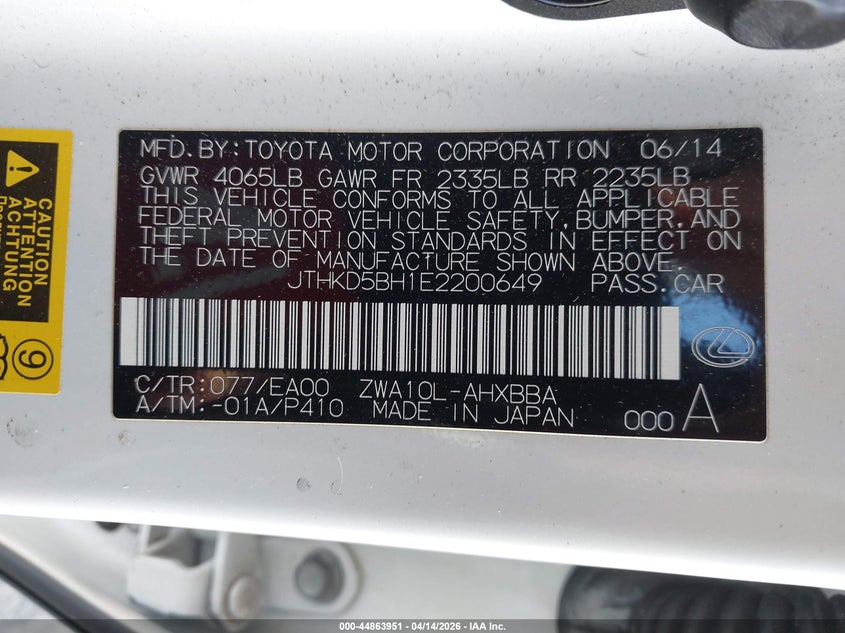 MFD.BY:TOYOTA MOTOR CORPORATION 06/14
GVWR 4065LB GAWR FR 2335LB RR 2235LB
THIS VEHICLE CONFORMS TO ALL APPLICABLE
FEDERAL MOTOR VEHICLE SAFETY,BUMPER,AND
THEFT PREVENTION STANDARDS IN EFFECT ON
THE DATE OF MANUFACTURE SHOWN ABOVE.
JTHKD5BH1E2200649 PASS.CAR
C/TR:077/EA00 ZWA10L-AHXBBA
A/TM:-01A/P410 MADE IN JAPAN
000 A
CAUTION
ATTENTION
ACHTUNG
9
000-44863951 | 04/14/2026 - IAA Inc.